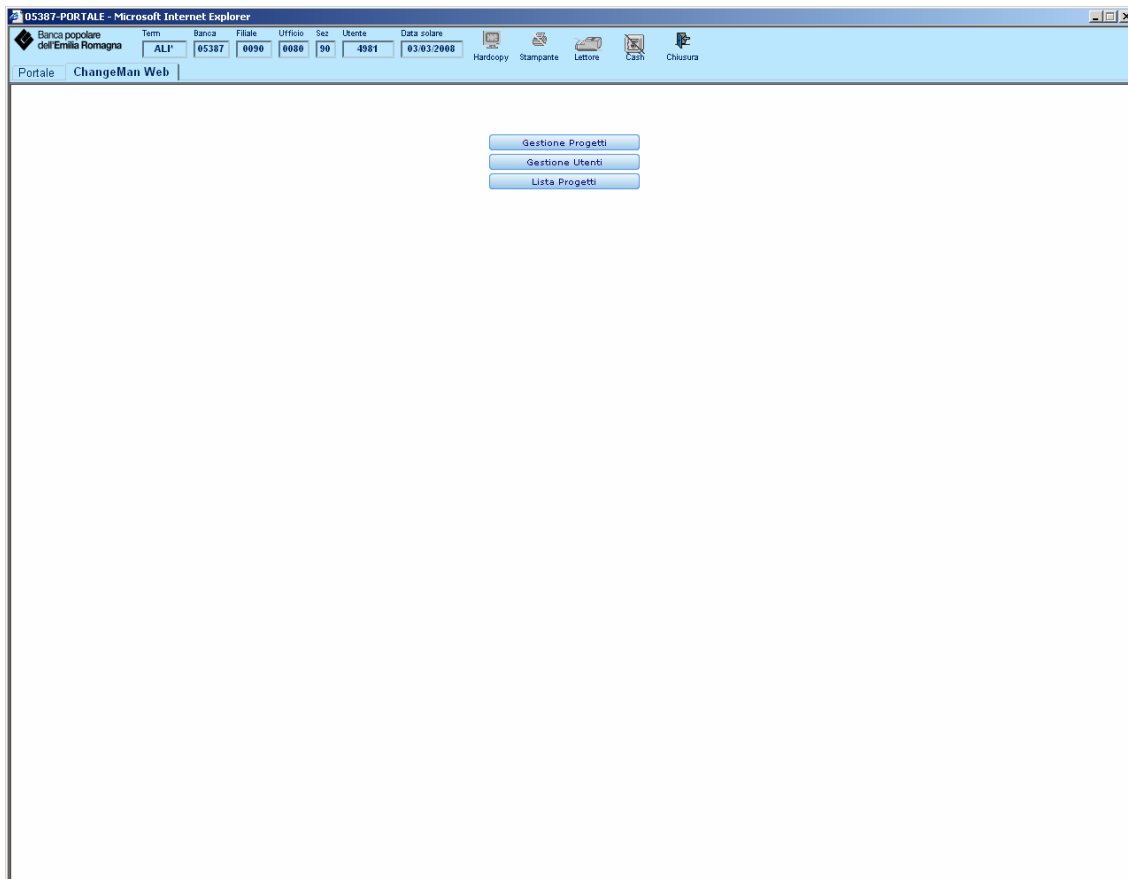 05387-PORTALE - Microsoft Internet Explorer
Banca popolare
dell'Emilia Romagna
Term Banca Filiale Ufficio Sez Utente Data solare
ALI' 05387 0090 0080 90 4981 03/03/2008
Hardcopy Stampante Lettore Cash Chiusura
Portale ChangeMan Web
Gestione Progetti
Gestione Utenti
Lista Progetti